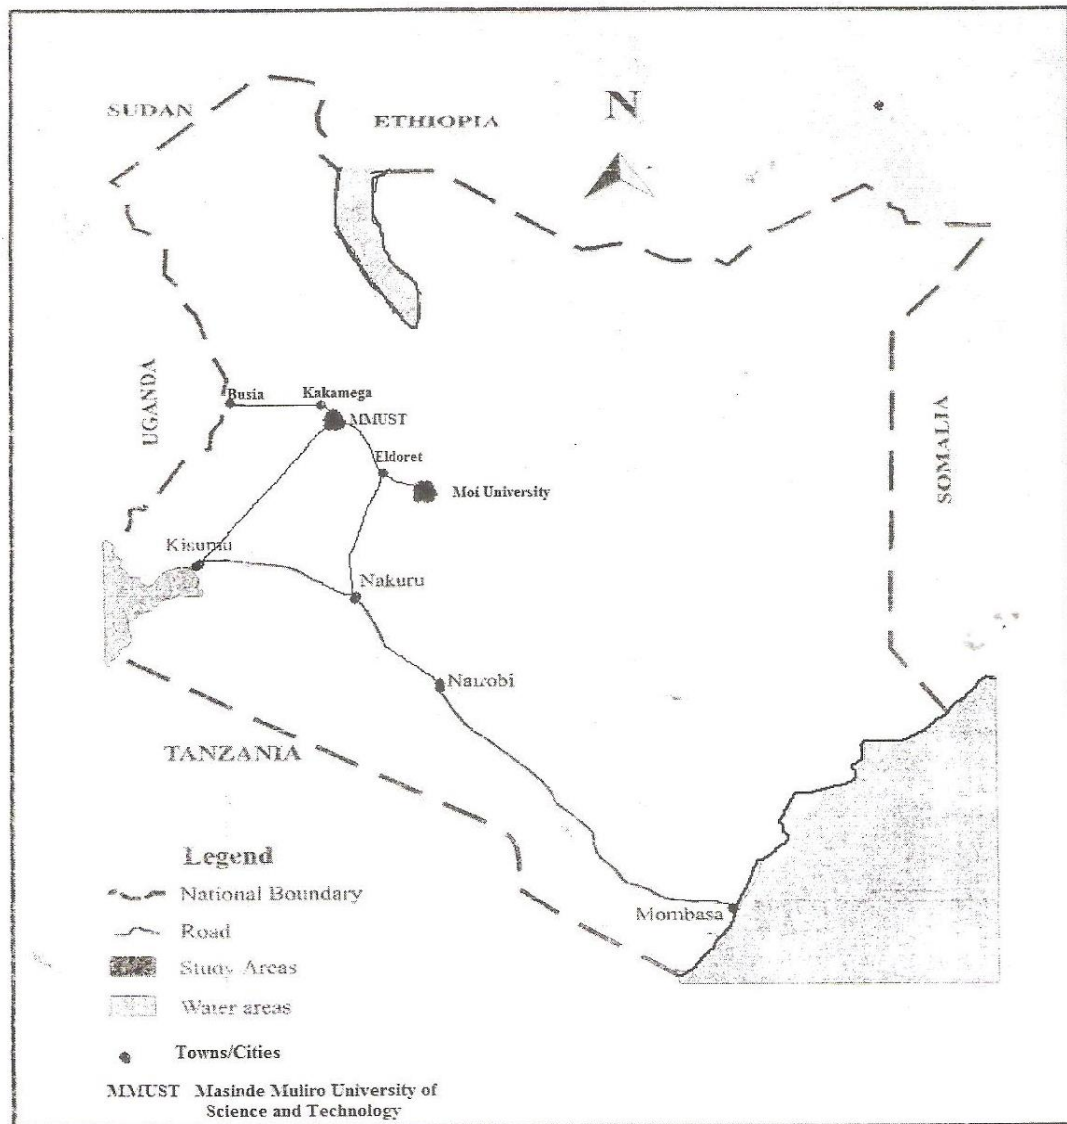 SUDAN
ETHIOPIA
N
UGANDA
Busia
Kakamega
MMUST
Eldoret
Moi University
SOMALIA
Kisumu
Nakuru
Nairobi
TANZANIA
Mombasa
Legend
National Boundary
Road
Study Areas
Water areas
Towns/Cities
MMUST Masinde Muliro University of
Science and Technology